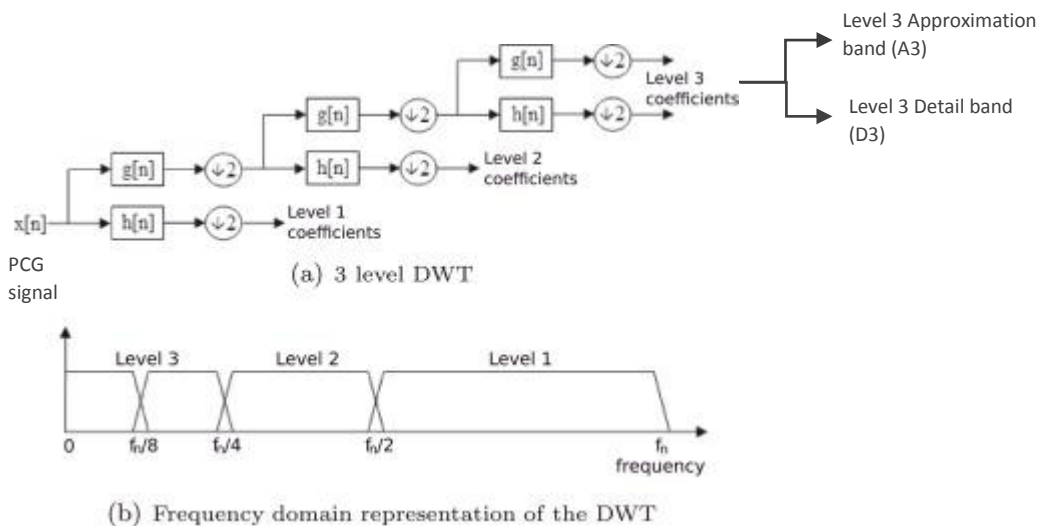 Level 3 Approximation
band (A3)
g[n]
↓2
Level 3
coefficients
g[n]
↓2
h[n]
↓2
Level 3 Detail band
(D3)
g[n]
↓2
h[n]
↓2
Level 2
coefficients
x[n]
h[n]
↓2
Level 1
coefficients
PCG
signal
(a) 3 level DWT
Level 3
Level 2
Level 1
0
fn/8
fn/4
fn/2
fn
frequency
(b) Frequency domain representation of the DWT